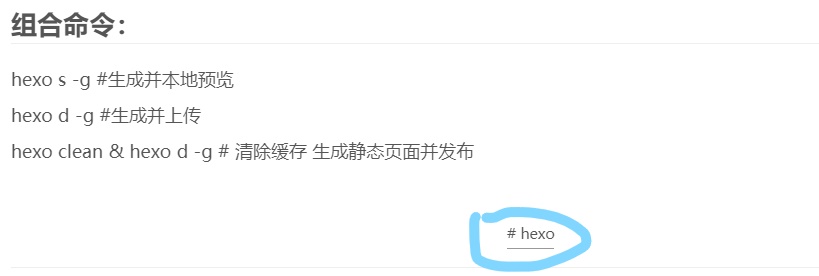 组合命令：
hexo s -g #生成并本地预览
hexo d -g #生成并上传
hexo clean & hexo d -g # 清除缓存 生成静态页面并发布
# hexo